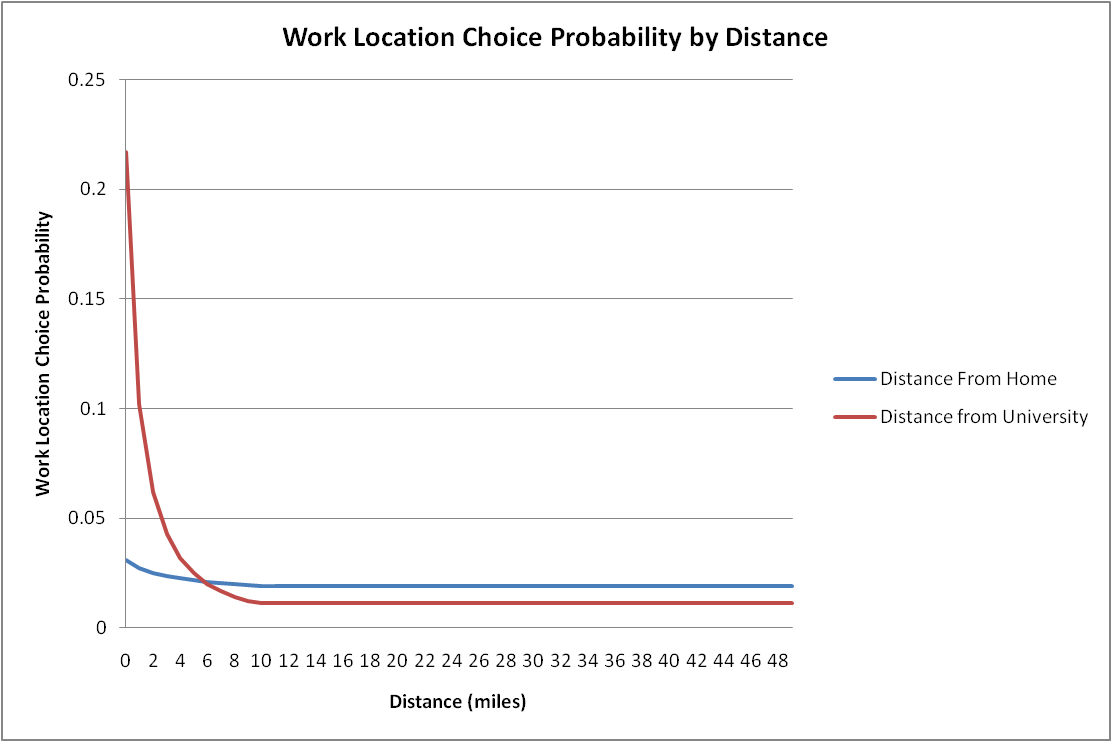 Work Location Choice Probability by Distance
0.25
0.2
0.15
0.1
0.05
0
Work Location Choice Probability
0 2 4 6 8 10 12 14 16 18 20 22 24 26 28 30 32 34 36 38 40 42 44 46 48
Distance (miles)
Distance From Home
Distance from University